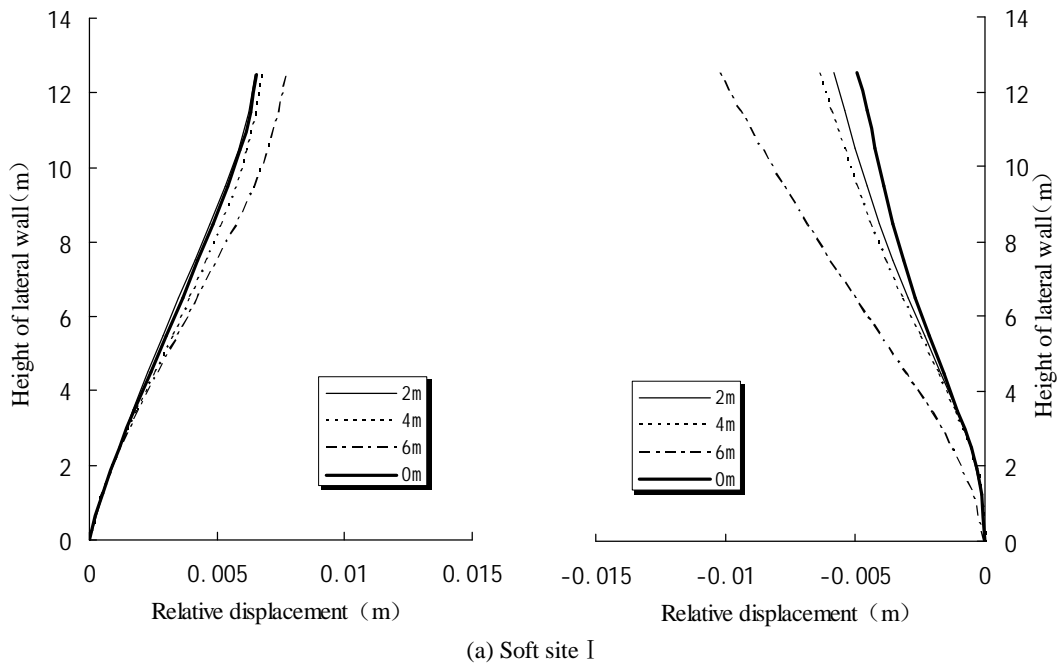 14
12
10
8
6
4
2
0
Height of lateral wall(m)
2m
4m
6m
0m
0
0.005
0.01
0.015
Relative displacement (m)
14
12
10
8
6
4
2
0
Height of lateral wall(m)
2m
4m
6m
0m
-0.015
-0.01
-0.005
0
Relative displacement (m)
(a) Soft site Ⅰ